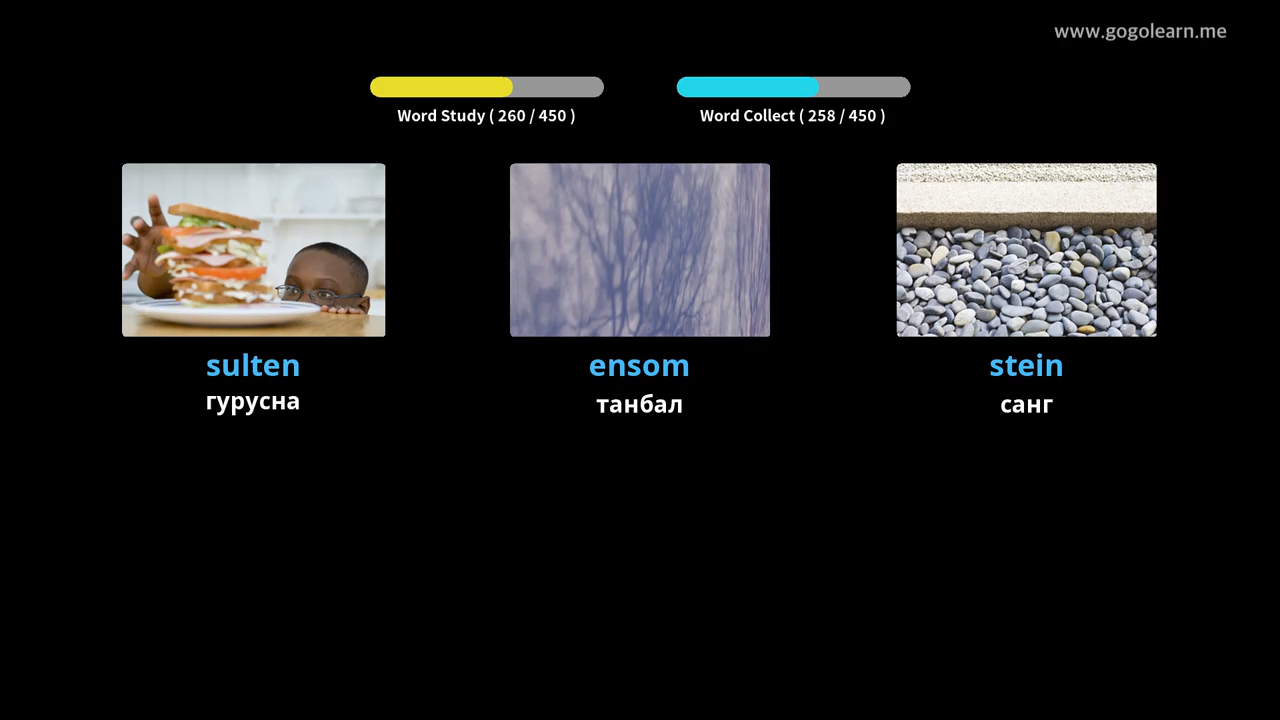 www.gogolearn.me
Word Study ( 260 / 450 )
Word Collect ( 258 / 450 )
sulten
ensom
stein
гурусна
танбал
санг